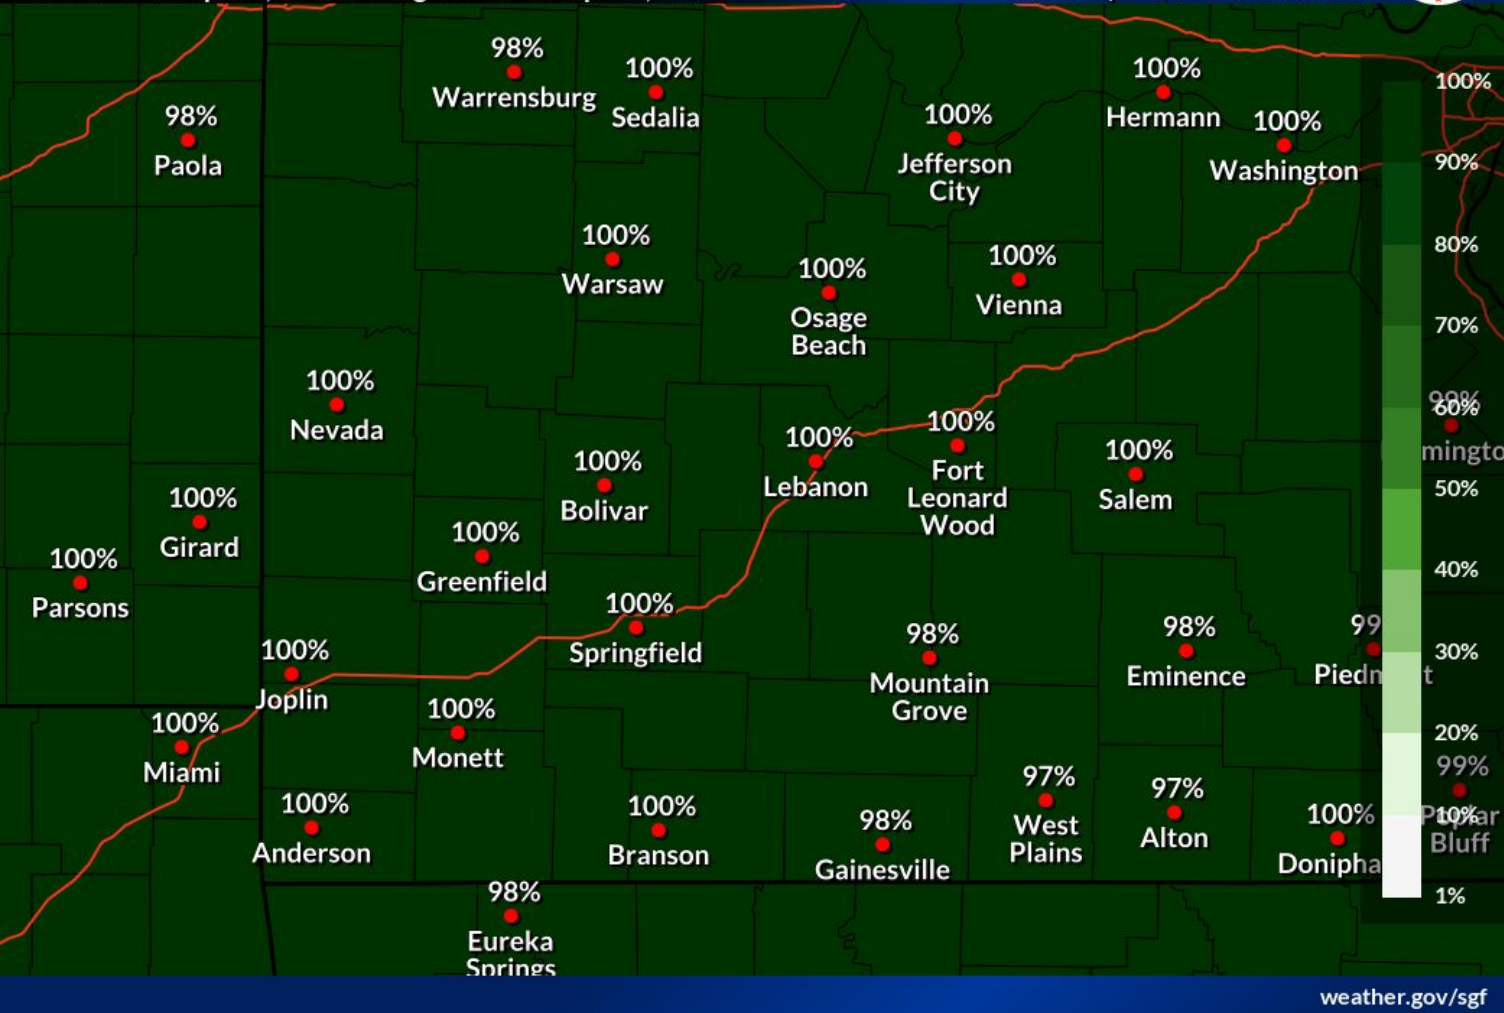 98%
Warrensburg
100%
Sedalia
100%
Hermann
100%
98%
Paola
100%
Jefferson
City
100%
Washington
90%
100%
Warsaw
100%
Osage
Beach
100%
Vienna
80%
70%
100%
Nevada
99%
60%
100%
Bolivar
100%
Lebanon
100%
Fort
Leonard
Wood
100%
Salem
50%
100%
Girard
100%
Parsons
100%
Greenfield
40%
100%
Springfield
98%
Mountain
Grove
98%
Eminence
30%
100%
Joplin
100%
Miami
100%
Monett
20%
99%
100%
Anderson
100%
Branson
98%
Gainesville
97%
West
Plains
97%
Alton
100%
10%
Bluff
1%
98%
Eureka
Springs
weather.gov/sgf